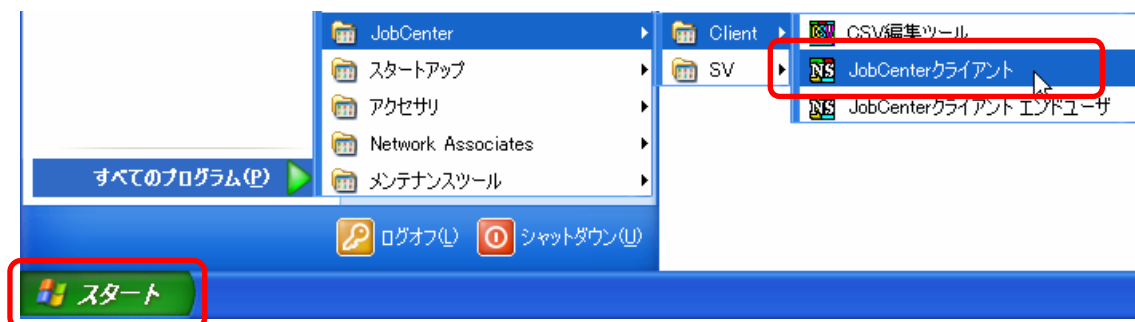 JobCenter
スタートアップ
アクセサリ
Network Associates
メンテナンスツール
Client
SV
CSV
CSV編集ツール
NS
JobCenterクライアント
NS
JobCenterクライアント エンドユーザ
すべてのプログラム(P)
ログオフ(L)
シャットダウン(U)
スタート